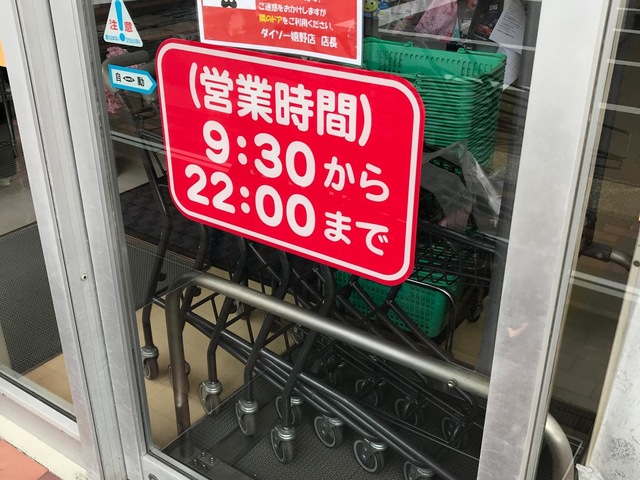 ご迷惑をおかけしますが
隣のドアをご利用ください。
ダイソー嬉野店 店長
注意
自動
(営業時間)
9:30から
22:00まで